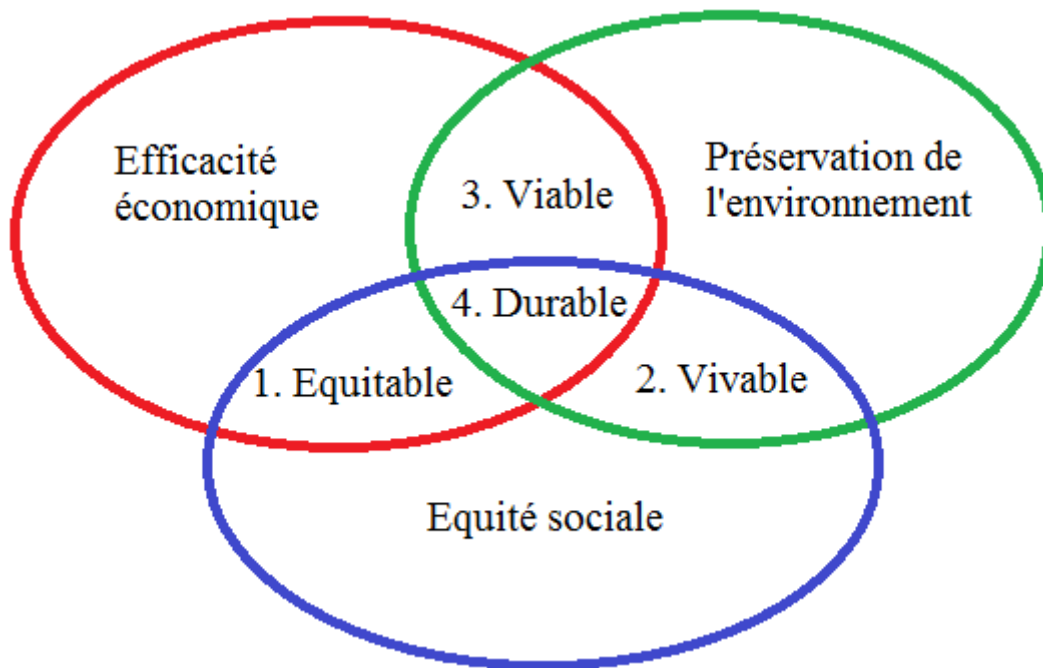 Efficacité
économique
Préservation de
l'environnement
3. Viable
4. Durable
1. Equitable
2. Vivable
Equité sociale